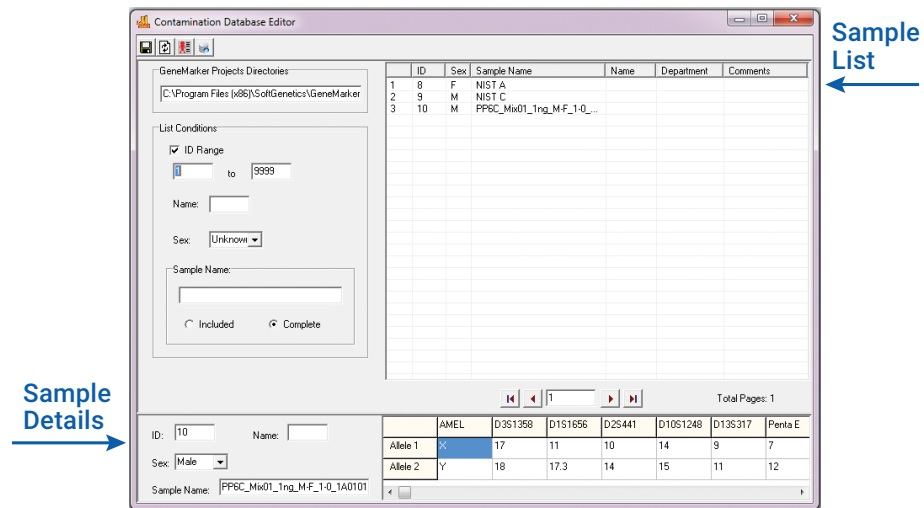 Contamination Database Editor
Sample List
GeneMarker Projects Directories
C:\Program Files (x86)\SoftGenetics\GeneMarker
List Conditions
ID Range
1 to 9999
Name:
Sex: Unknown
Sample Name:
Included Complete
ID Sex Sample Name Name Department Comments
1 8 F NIST A
2 9 M NIST C
3 10 M PP6C_Mix01_1ng_M-F_1-0_...
1 Total Pages: 1
Sample Details
ID: 10 Name:
Sex: Male
Sample Name: PP6C_Mix01_1ng_M-F_1-0_1A0101
AMEL D3S1358 D1S1656 D2S441 D10S1248 D13S317 Penta E
Allele 1 X 17 11 10 14 9 7
Allele 2 Y 18 17.3 14 15 11 12